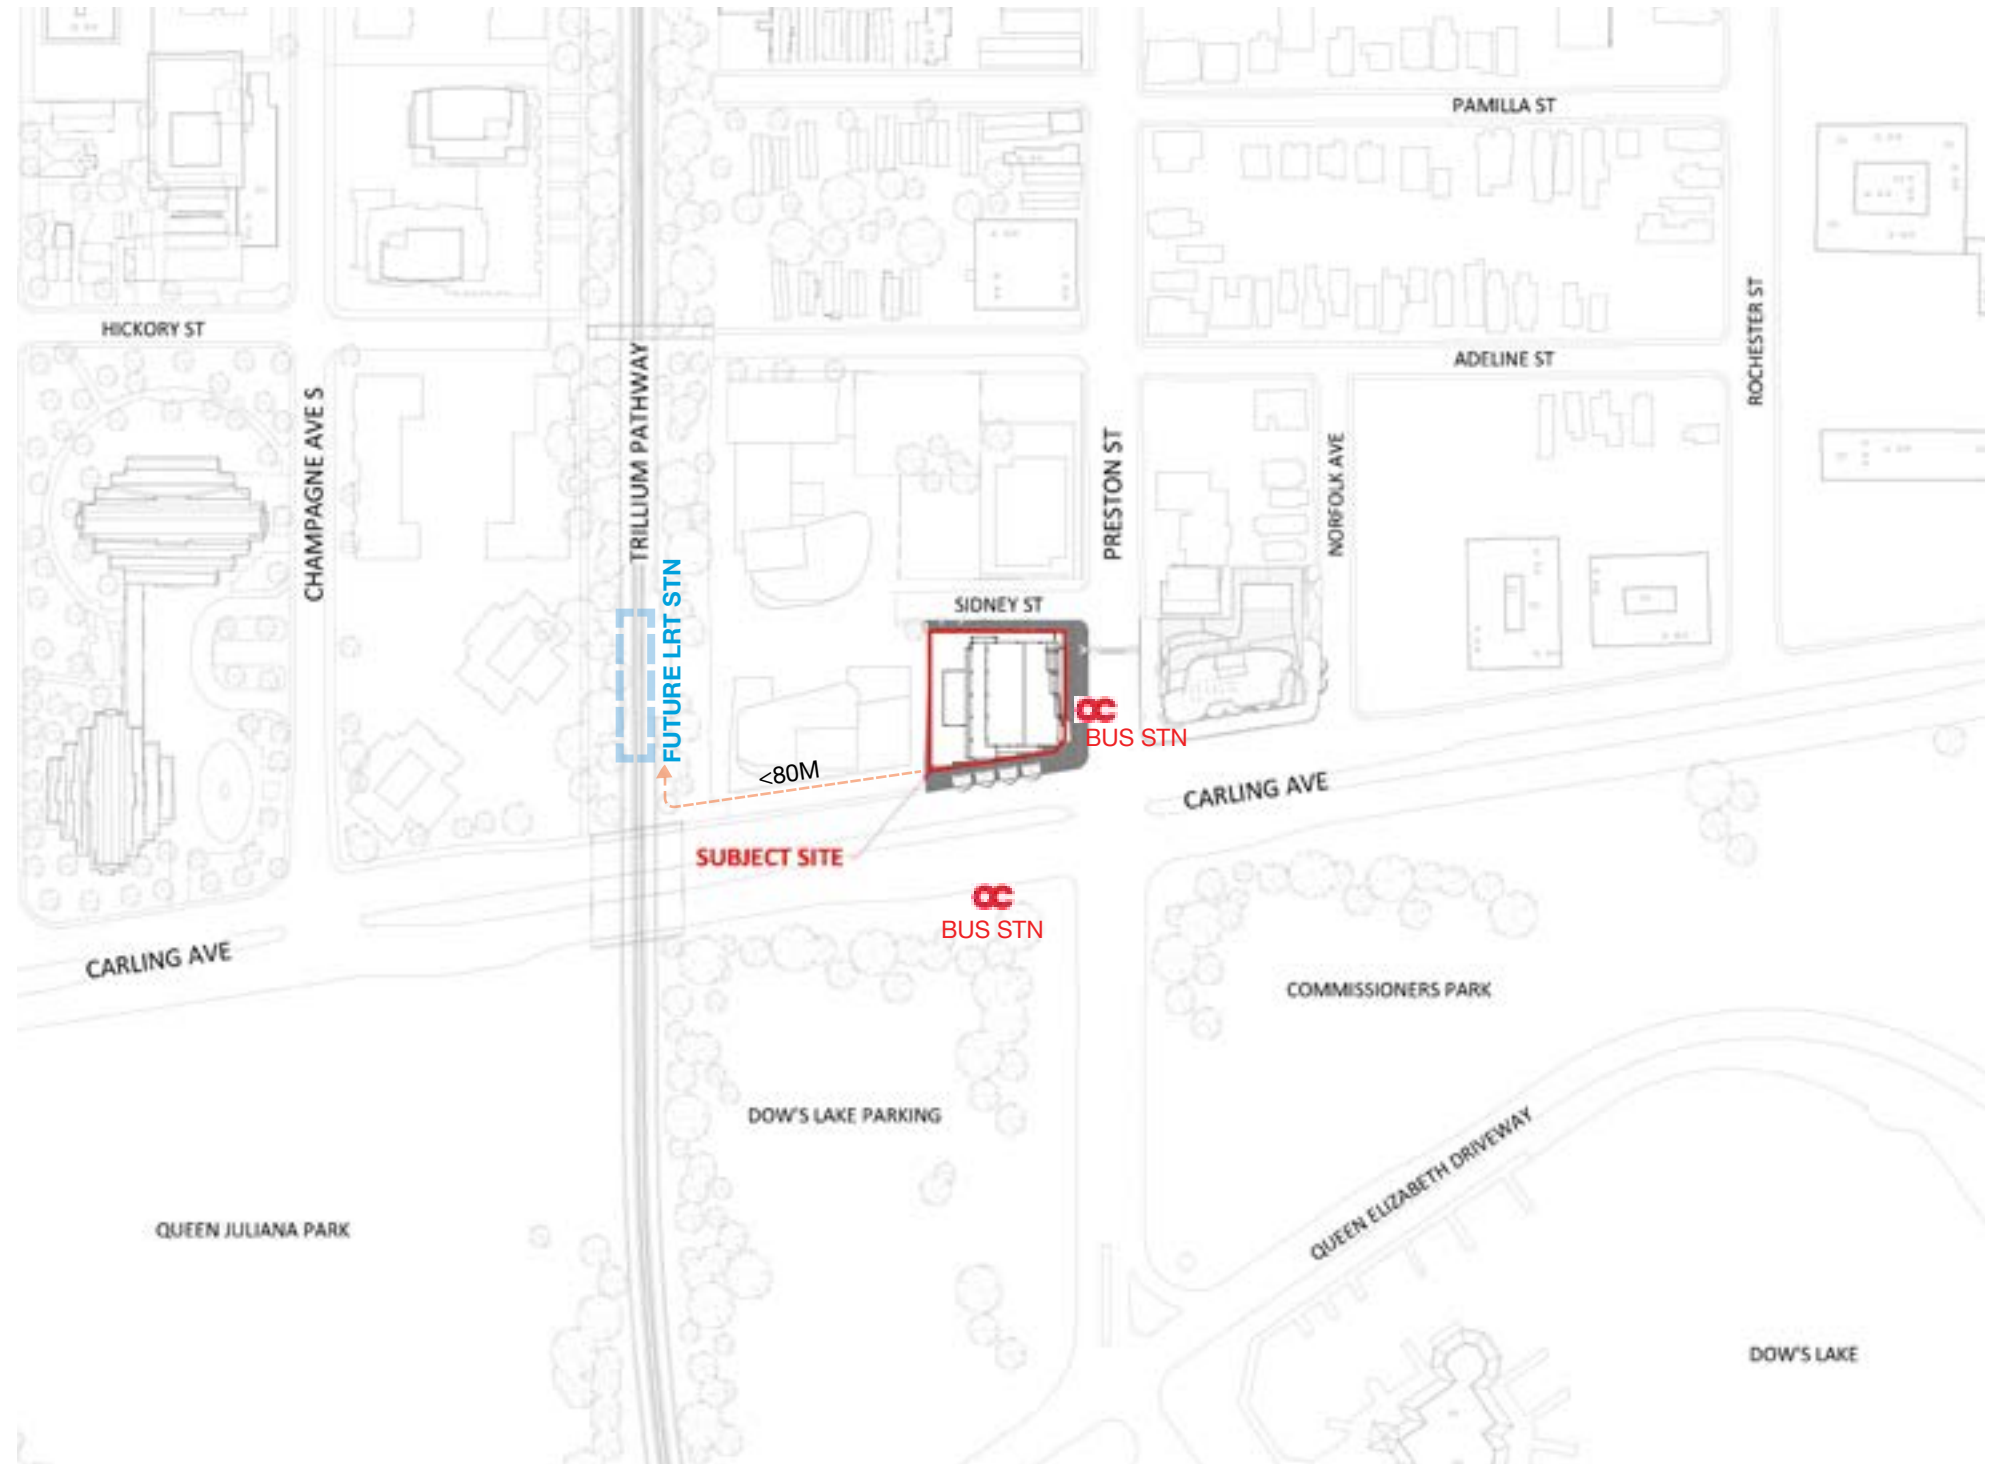 PAMILLA ST
HICKORY ST
ADELINE ST
ROCHESTER ST
TRILLIUM PATHWAY
CHAMPAGNE AVE S
PRESTON ST
NORFOLK AVE
FUTURE LRT STN
SIDNEY ST
BUS STN
<80M
CARLING AVE
SUBJECT SITE
BUS STN
CARLING AVE
COMMISSIONERS PARK
DOW'S LAKE PARKING
QUEEN ELIZABETH DRIVEWAY
QUEEN JULIANA PARK
DOW'S LAKE